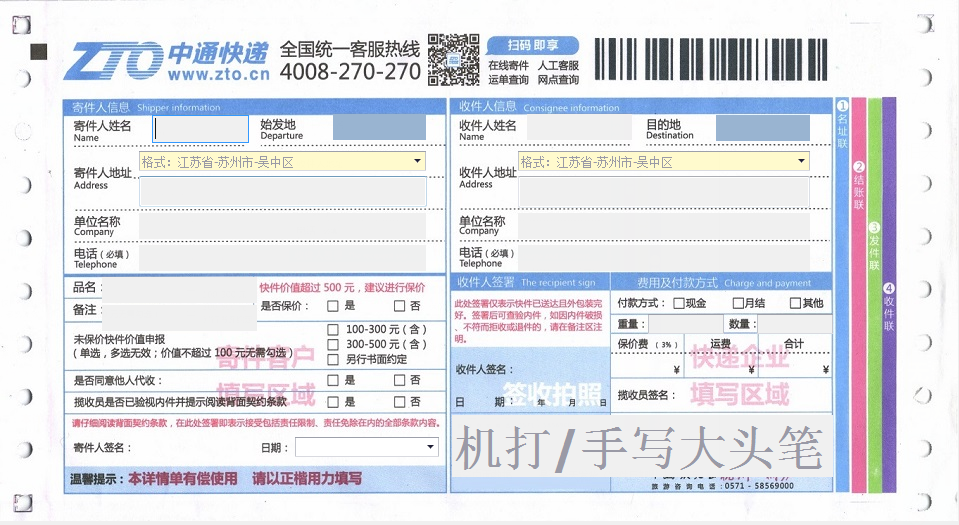 ZTO 中通快递
www.zto.cn
全国统一客服热线
4008-270-270
扫码即享
在线寄件 人工客服
运单查询 网点查询
寄件人信息 Shipper information
寄件人姓名
Name
始发地
Departure
格式：江苏省-苏州市-吴中区
寄件人地址
Address
单位名称
Company
电话（必填）
Telephone
收件人信息 Consignee information
收件人姓名
Name
目的地
Destination
格式：江苏省-苏州市-吴中区
收件人地址
Address
单位名称
Company
电话（必填）
Telephone
品名：
快件价值超过 500 元，建议进行保价
备注：
是否保价： 是 否
未保价快件价值申报
（单选，多选无效；价值不超过 100元无需勾选）
100-300 元（含）
300-500 元（含）
另行书面约定
寄件客户
填写区域
是否同意他人代收： 是 否
揽收员是否已验视内件并提示阅读背面契约条款 是 否
请仔细阅读背面契约条款，在此处签署即表示接受包括责任限制、责任免除在内的全部条款内容。
寄件人签名： 日期：
温馨提示：本详情单有偿使用 请以正楷用力填写
收件人签署 The recipient sign
此处签署仅表示快件已送达且外包装完
好。签署后可查验内件，如因内件破损
、不符而拒收或退件的，请在备注区注
明。
收件人签名：
签收拍照
日 期： 年 月 日
费用及付款方式 Charge and payment
付款方式： 现金 月结 其他
重量： 数量：
保价费（3%） 运费 合计
¥ ¥ ¥
快递企业
填写区域
揽收员签名：
机打/手写大头笔
旅游咨询电话：0571 - 58569000
①名址联
②结账联
③发件联
④收件联